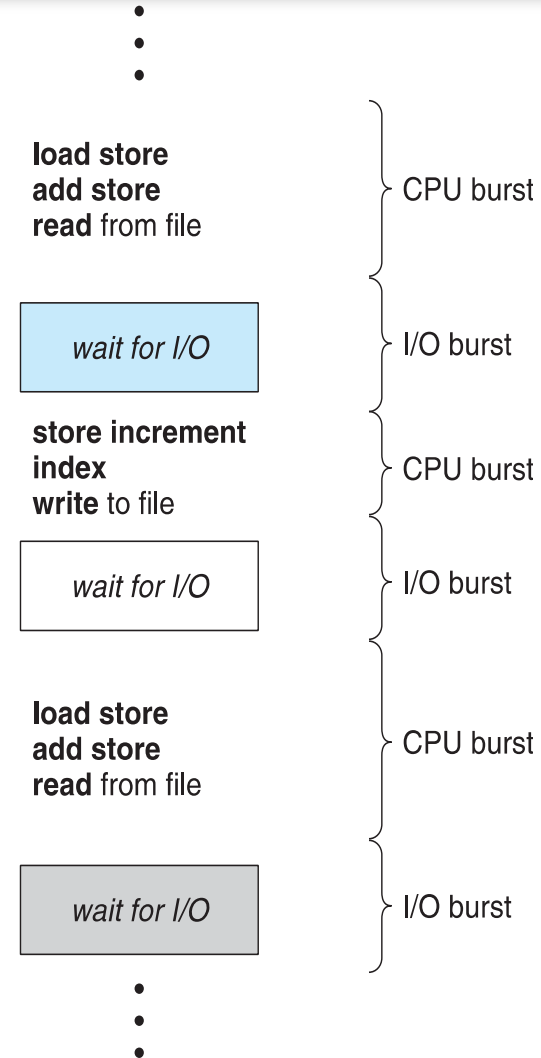 load store
add store
read from file
CPU burst
wait for I/O
I/O burst
store increment
index
write to file
CPU burst
wait for I/O
I/O burst
load store
add store
read from file
CPU burst
wait for I/O
I/O burst